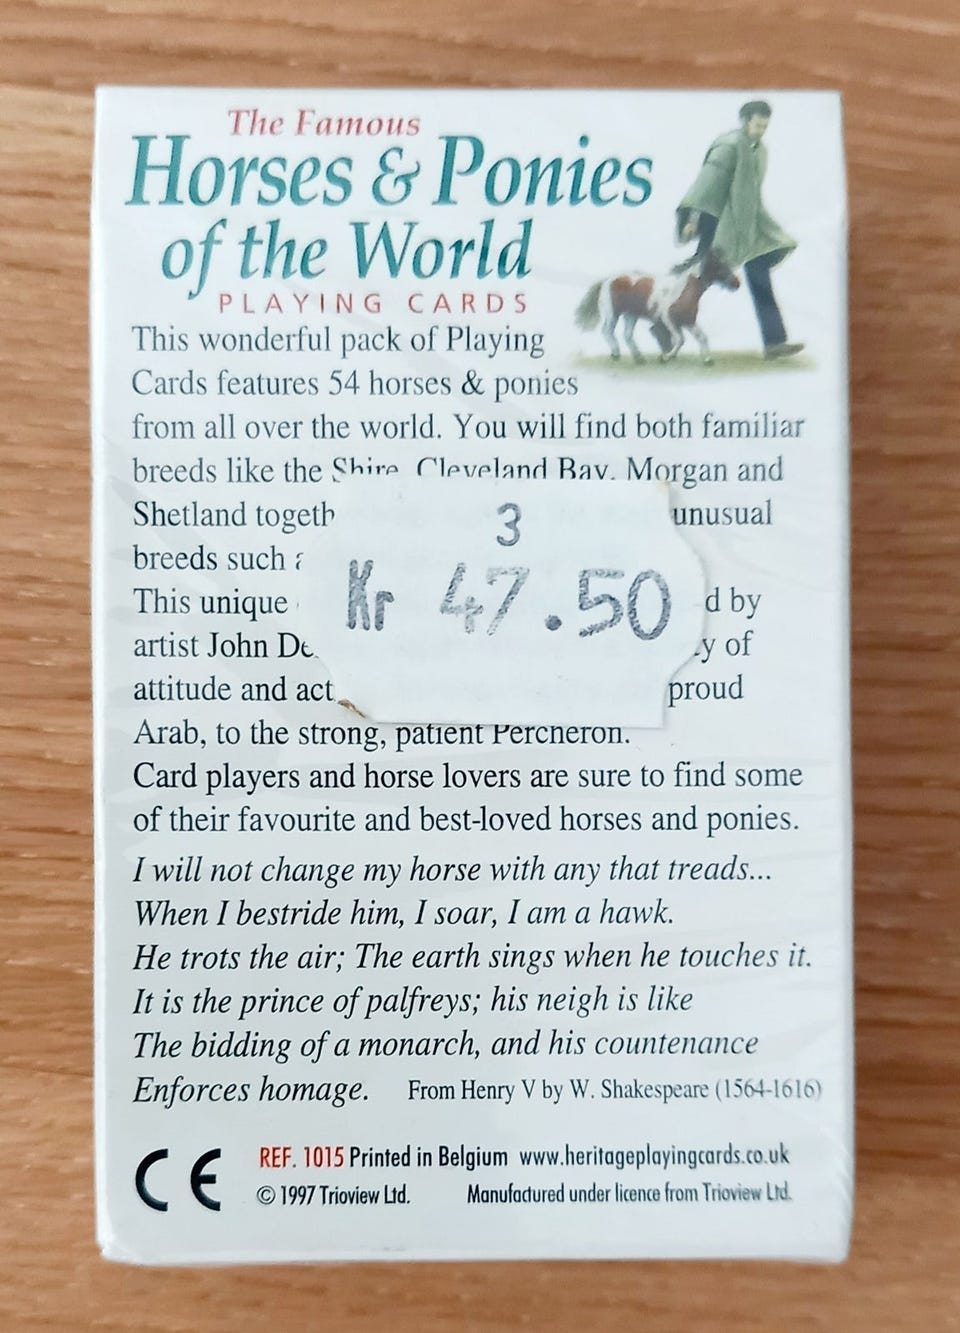 The Famous
Horses & Ponies
of the World
PLAYING CARDS
This wonderful pack of Playing
Cards features 54 horses & ponies
from all over the world. You will find both familiar
breeds like the Shire, Cleveland Bay, Morgan and
Shetland unusual
breeds such
This unique by
artist John of
attitude and proud
Arab, to the strong, patient Percheron.
3
Kr 47.50
Card players and horse lovers are sure to find some
of their favourite and best-loved horses and ponies.
I will not change my horse with any that treads...
When I bestride him, I soar, I am a hawk.
He trots the air; The earth sings when he touches it.
It is the prince of palfreys; his neigh is like
The bidding of a monarch, and his countenance
Enforces homage. From Henry V by W. Shakespeare (1564-1616)
CE REF. 1015 Printed in Belgium www.heritageplayingcards.co.uk
© 1997 Trioview Ltd. Manufactured under licence from Trioview Ltd.